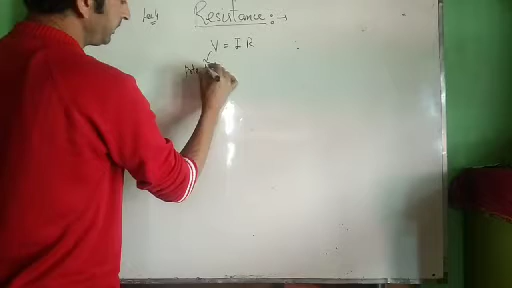 Resistance :→
V = I R